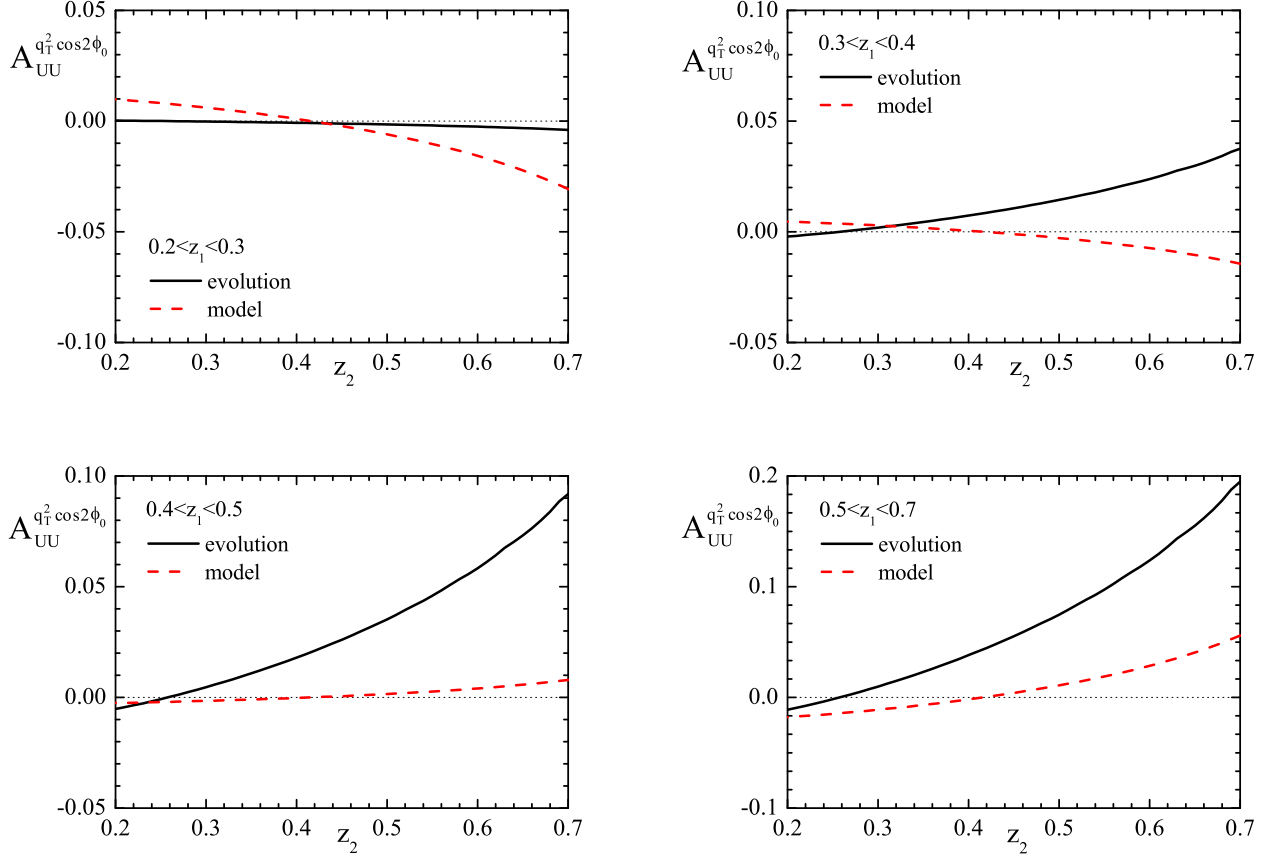 0.05
A_UU^{q_T^2 cos2ϕ_0}
0.00
-0.05
0.2<z_1<0.3
evolution
model
-0.10
0.2 0.3 0.4 0.5 0.6 0.7
z_2
0.10
A_UU^{q_T^2 cos2ϕ_0}
0.3<z_1<0.4
evolution
model
0.05
0.00
-0.05
0.2 0.3 0.4 0.5 0.6 0.7
z_2
0.10
A_UU^{q_T^2 cos2ϕ_0}
0.4<z_1<0.5
evolution
model
0.05
0.00
-0.05
0.2 0.3 0.4 0.5 0.6 0.7
z_2
0.2
A_UU^{q_T^2 cos2ϕ_0}
0.5<z_1<0.7
evolution
model
0.1
0.0
-0.1
0.2 0.3 0.4 0.5 0.6 0.7
z_2